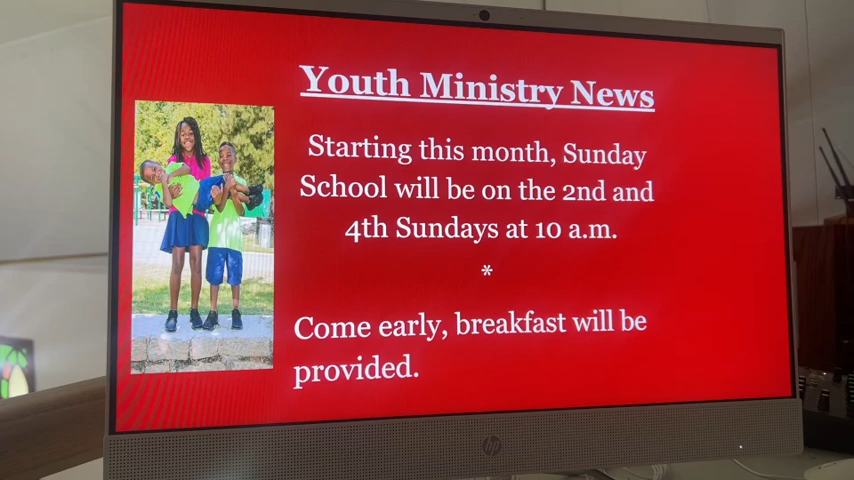 Youth Ministry News
Starting this month, Sunday
School will be on the 2nd and
4th Sundays at 10 a.m.
*
Come early, breakfast will be
provided.
hp